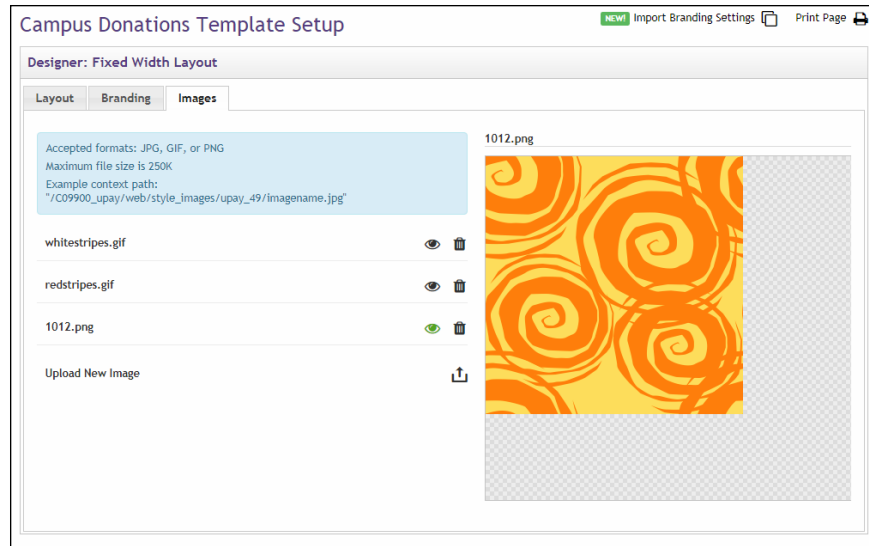 Campus Donations Template Setup
NEW! Import Branding Settings Print Page
Designer: Fixed Width Layout
Layout Branding Images
Accepted formats: JPG, GIF, or PNG
Maximum file size is 250K
Example context path:
"/C09900_upay/web/style_images/upay_49/imagename.jpg"
whitestripes.gif
redstripes.gif
1012.png
Upload New Image
1012.png